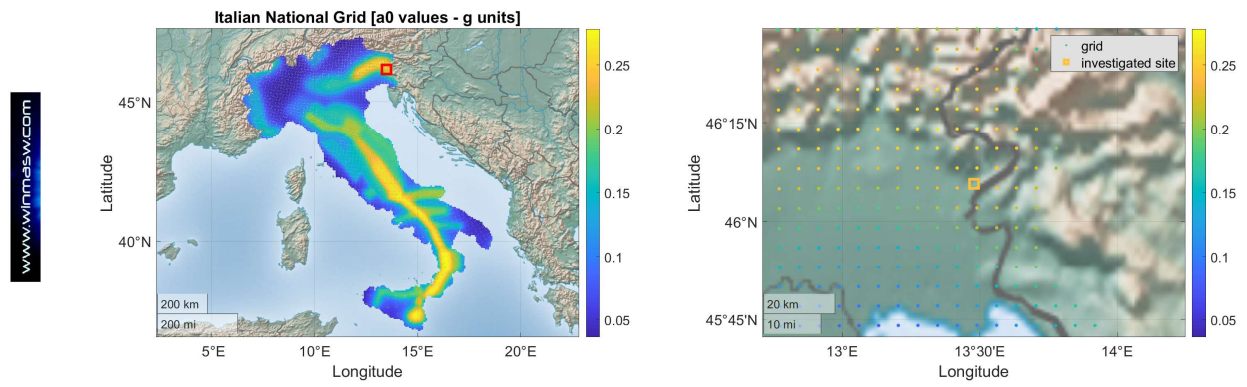 www.winmasw.com
Italian National Grid [a0 values - g units]
Latitude
45°N
40°N
200 km
200 mi
5°E
10°E
15°E
20°E
Longitude
0.25
0.2
0.15
0.1
0.05
grid
investigated site
Latitude
46°15'N
46°N
45°45'N
20 km
10 mi
13°E
13°30'E
14°E
Longitude
0.25
0.2
0.15
0.1
0.05